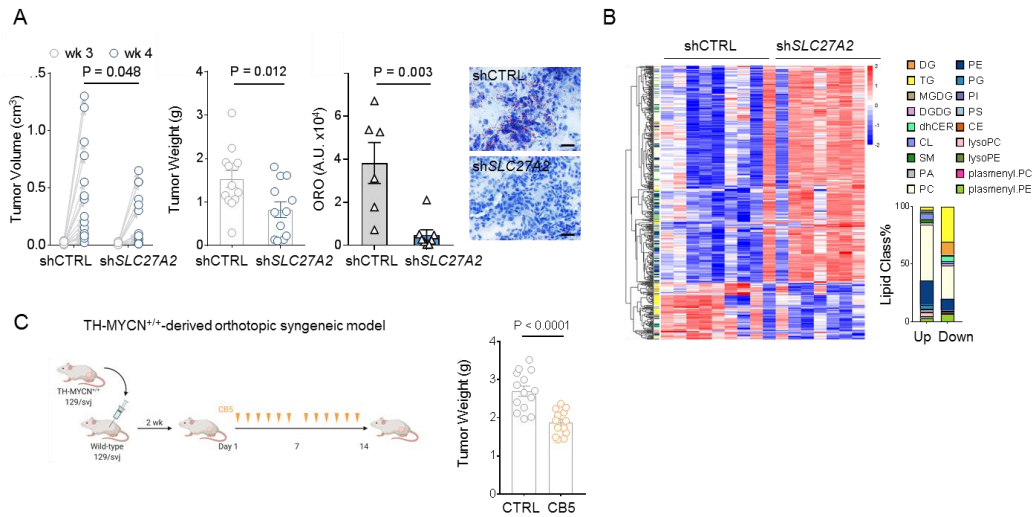 A
wk 3 wk 4
P = 0.048
Tumor Volume (cm³)
1.5
1.0
0.5
0.0
shCTRL shSLC27A2
P = 0.012
Tumor Weight (g)
4
3
2
1
0
shCTRL shSLC27A2
P = 0.003
ORO (A.U. x10⁴)
8
6
4
2
0
shCTRL shSLC27A2
shCTRL
shSLC27A2
B
shCTRL shSLC27A2
2
1
0
-1
-2
DG PE
TG PG
MGDG PI
DGDG PS
dhCER CE
CL lysoPC
SM lysoPE
PA plasmenyl.PC
PC plasmenyl.PE
Lipid Class%
100
50
0
Up Down
C
TH-MYCN⁺/⁺-derived orthotopic syngeneic model
TH-MYCN⁺/⁺
129/svj
Wild-type
129/svj
2 wk
CB5
Day 1 7 14
P < 0.0001
Tumor Weight (g)
4
3
2
1
0
CTRL CB5